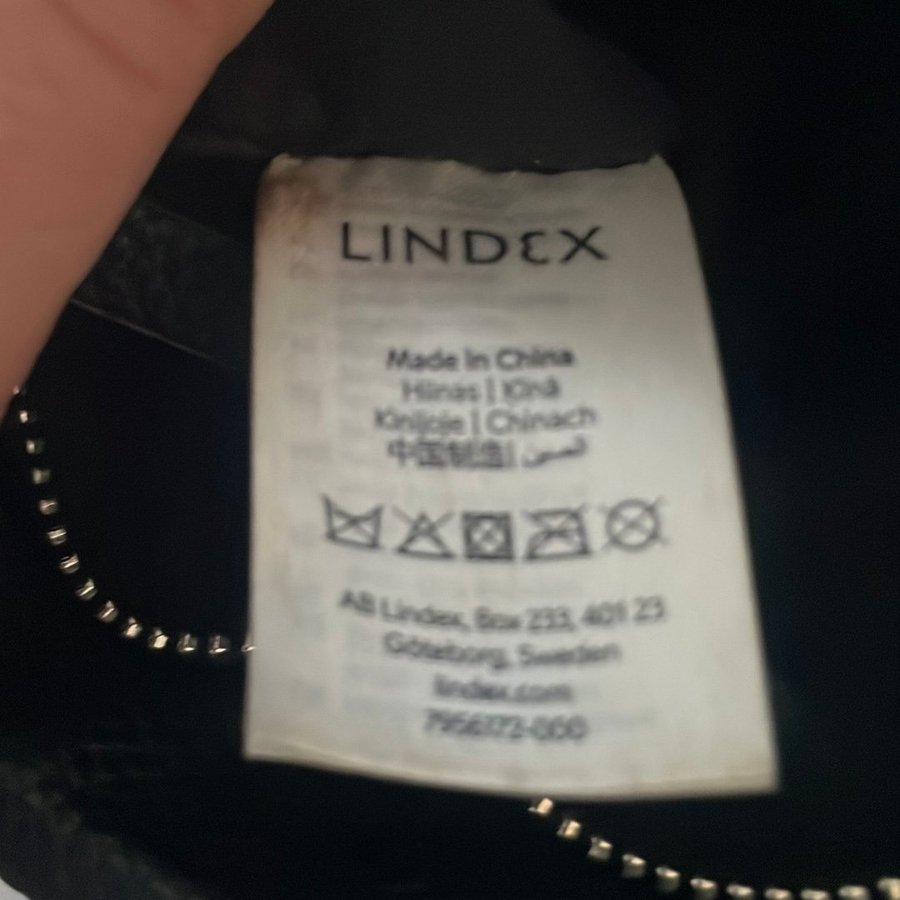 LINDEX
Made in China
Hiinas | Ķīnā
Kinijoje | Chinach
中国制造 | الصين
AB Lindex, Box 233, 401 23
Göteborg, Sweden
lindex.com
7956172-000